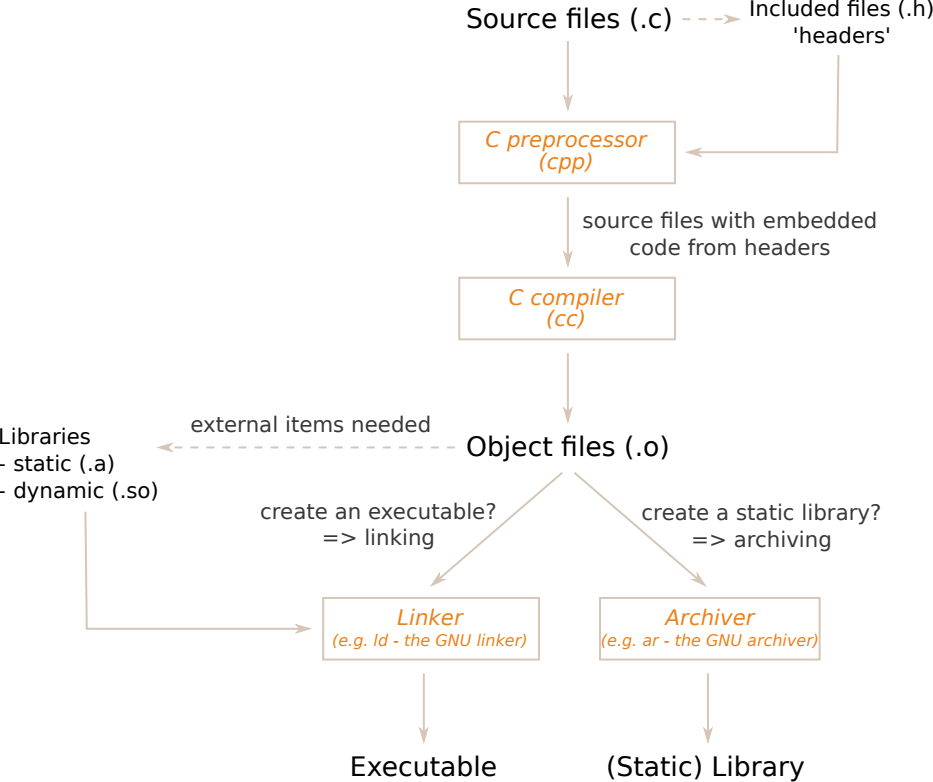 Source files (.c)
Included files (.h)
'headers'
C preprocessor
(cpp)
source files with embedded
code from headers
C compiler
(cc)
external items needed
Libraries
- static (.a)
- dynamic (.so)
Object files (.o)
create an executable?
=> linking
create a static library?
=> archiving
Linker
(e.g. ld - the GNU linker)
Archiver
(e.g. ar - the GNU archiver)
Executable
(Static) Library